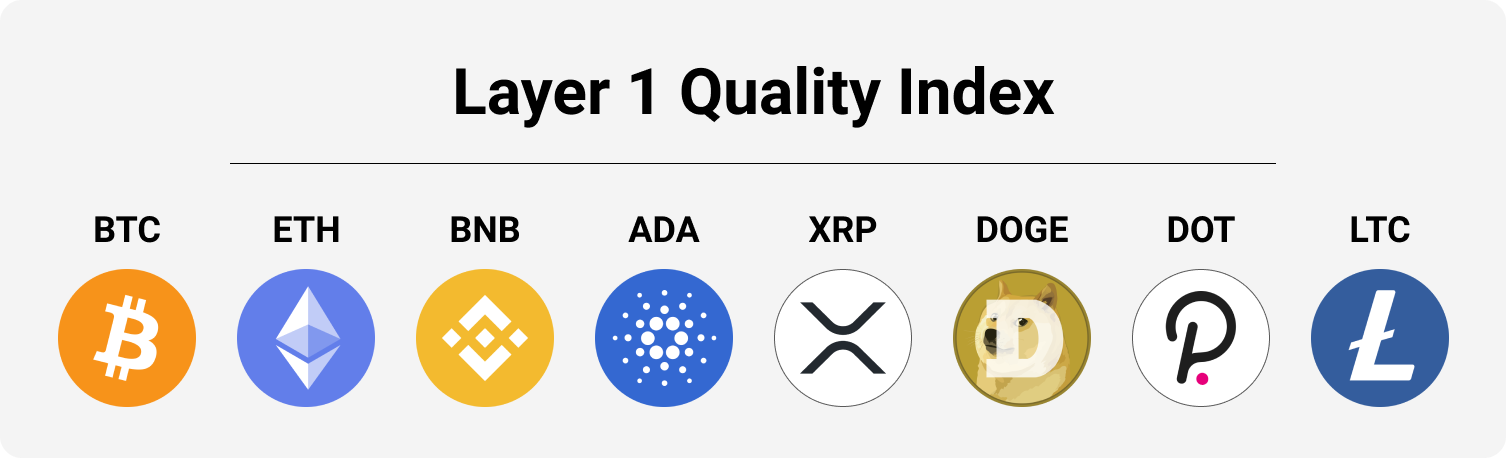 Layer 1 Quality Index
BTC ETH BNB ADA XRP DOGE DOT LTC